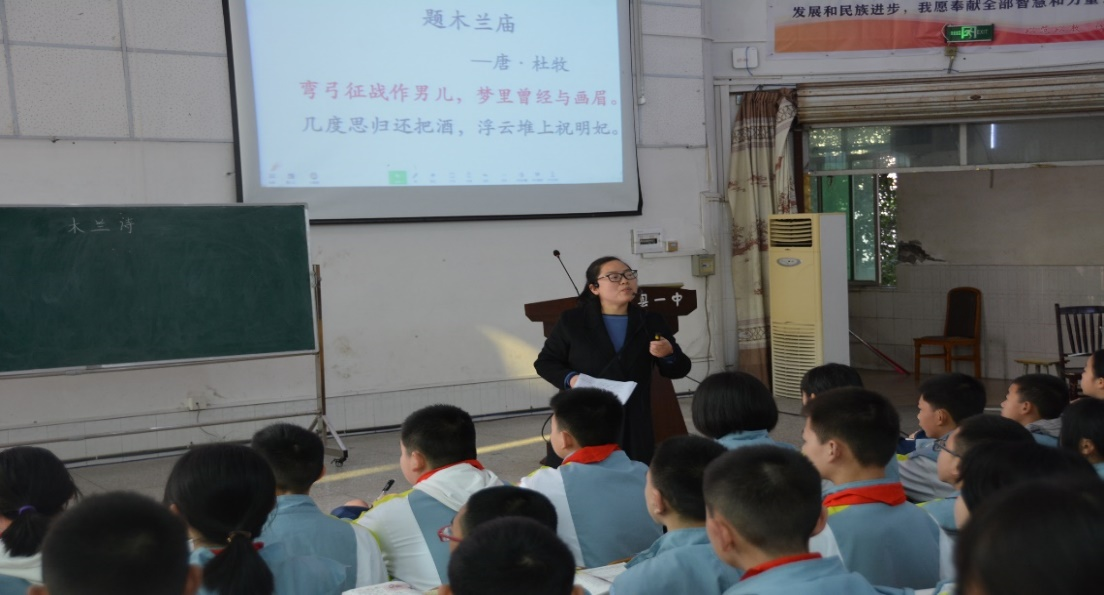 题木兰庙
—唐·杜牧
弯弓征战作男儿，梦里曾经与画眉。
几度思归还把酒，浮云堆上祝明妃。
发展和民族进步，我愿奉献全部智慧和力量
木兰诗
县一中